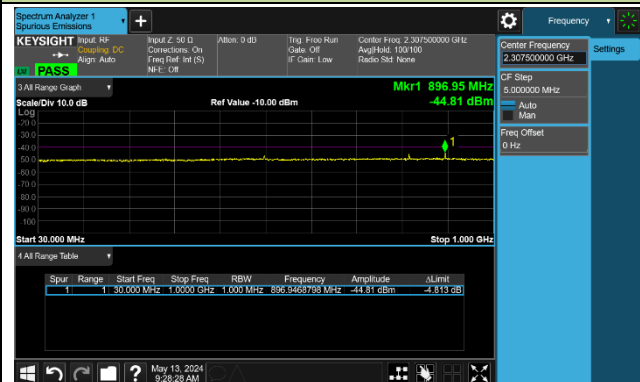 Spectrum Analyzer 1
Spurious Emissions
Frequency
KEYSIGHT
Input: RF
Coupling: DC
Align: Auto
Input Z: 50 Ω
Corrections: On
Freq Ref: Int (S)
NFE: Off
Atten: 0 dB
Trig: Free Run
Gate: Off
IF Gain: Low
Center Freq: 2.307500000 GHz
Avg|Hold: 100/100
Radio Std: None
PASS
Center Frequency
2.307500000 GHz
Settings
CF Step
5.000000 MHz
Auto
Man
Freq Offset
0 Hz
3 All Range Graph
Mkr1 896.95 MHz
Scale/Div 10.0 dB
Ref Value -10.00 dBm
-44.81 dBm
Log
-20.0
-30.0
-40.0
-50.0
-60.0
-70.0
-80.0
-90.0
-100
1
Start 30.000 MHz
Stop 1.000 GHz
4 All Range Table
Spur Range Start Freq Stop Freq RBW Frequency Amplitude ΔLimit
1 1 30.000 MHz 1.0000 GHz 1.000 MHz 896.9468798 MHz -44.81 dBm -4.813 dB
May 13, 2024
9:28:28 AM